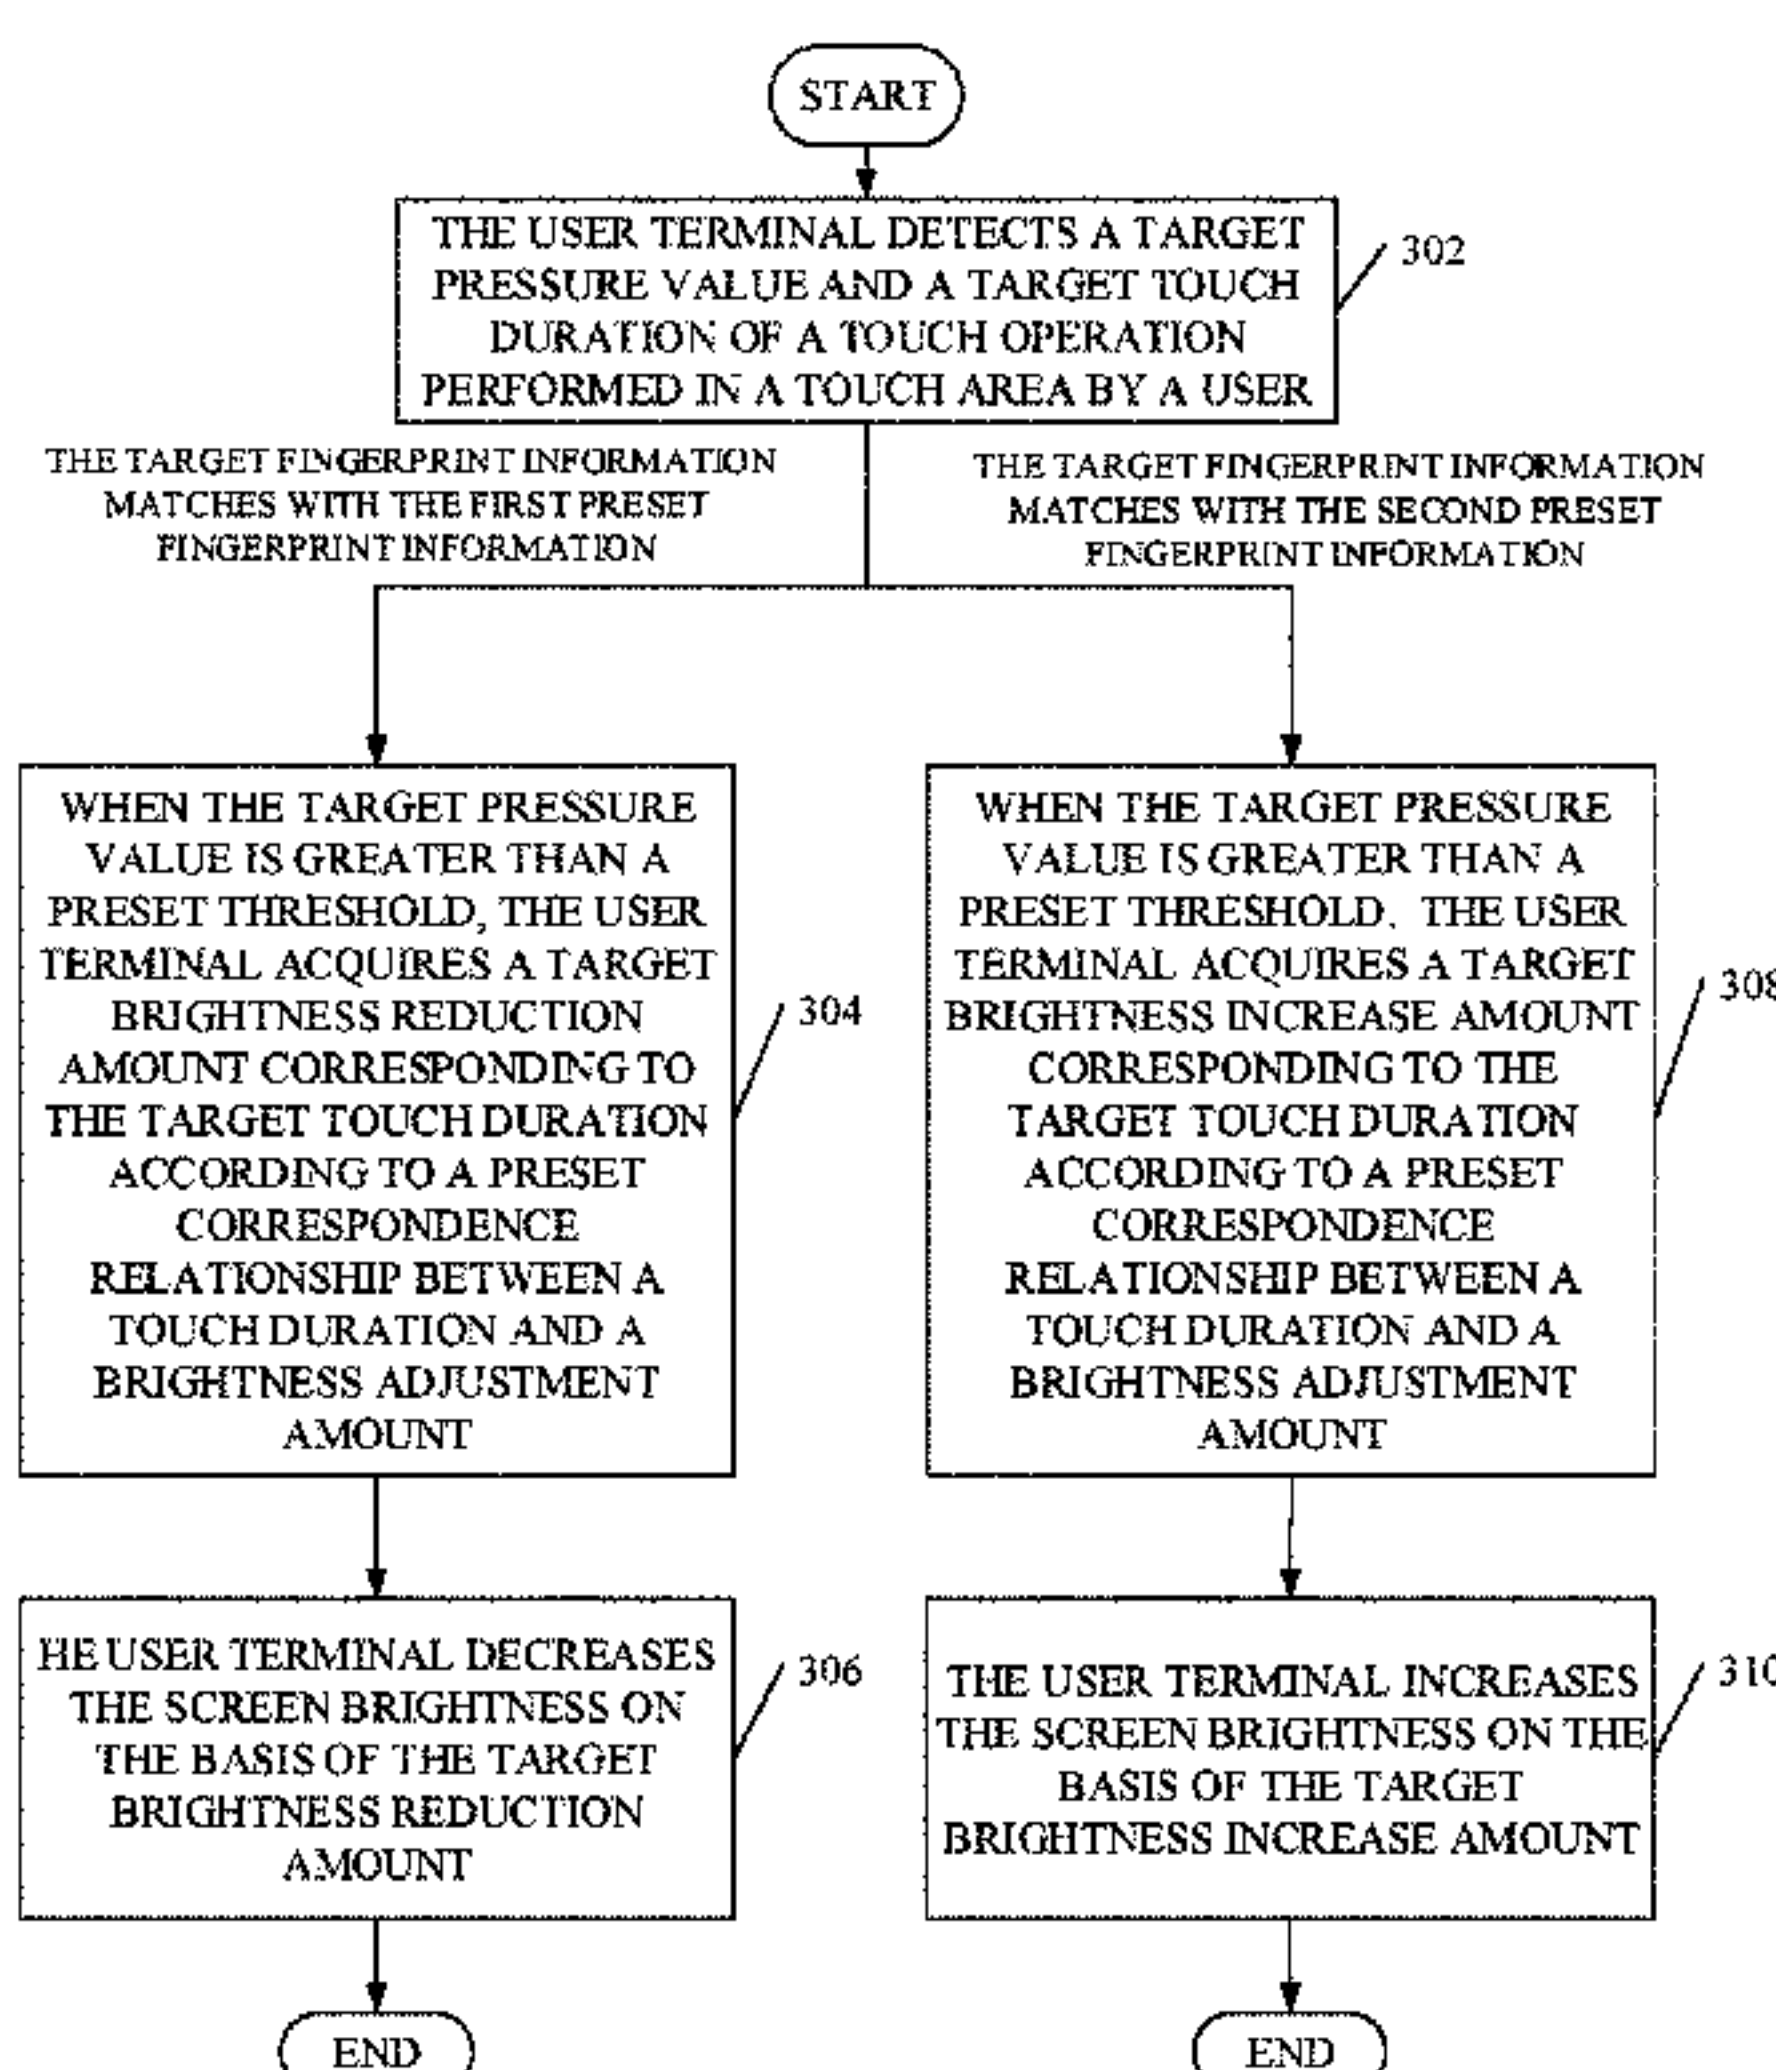 START
THE USER TERMINAL DETECTS A TARGET
PRESSURE VALUE AND A TARGET TOUCH
DURATION OF A TOUCH OPERATION
PERFORMED IN A TOUCH AREA BY A USER
302
THE TARGET FINGERPRINT INFORMATION
MATCHES WITH THE FIRST PRESET
FINGERPRINT INFORMATION
THE TARGET FINGERPRINT INFORMATION
MATCHES WITH THE SECOND PRESET
FINGERPRINT INFORMATION
WHEN THE TARGET PRESSURE
VALUE IS GREATER THAN A
PRESET THRESHOLD, THE USER
TERMINAL ACQUIRES A TARGET
BRIGHTNESS REDUCTION
AMOUNT CORRESPONDING TO
THE TARGET TOUCH DURATION
ACCORDING TO A PRESET
CORRESPONDENCE
RELATIONSHIP BETWEEN A
TOUCH DURATION AND A
BRIGHTNESS ADJUSTMENT
AMOUNT
304
WHEN THE TARGET PRESSURE
VALUE IS GREATER THAN A
PRESET THRESHOLD, THE USER
TERMINAL ACQUIRES A TARGET
BRIGHTNESS INCREASE AMOUNT
CORRESPONDING TO THE
TARGET TOUCH DURATION
ACCORDING TO A PRESET
CORRESPONDENCE
RELATIONSHIP BETWEEN A
TOUCH DURATION AND A
BRIGHTNESS ADJUSTMENT
AMOUNT
308
HE USER TERMINAL DECREASES
THE SCREEN BRIGHTNESS ON
THE BASIS OF THE TARGET
BRIGHTNESS REDUCTION
AMOUNT
306
THE USER TERMINAL INCREASES
THE SCREEN BRIGHTNESS ON THE
BASIS OF THE TARGET
BRIGHTNESS INCREASE AMOUNT
310
END
END